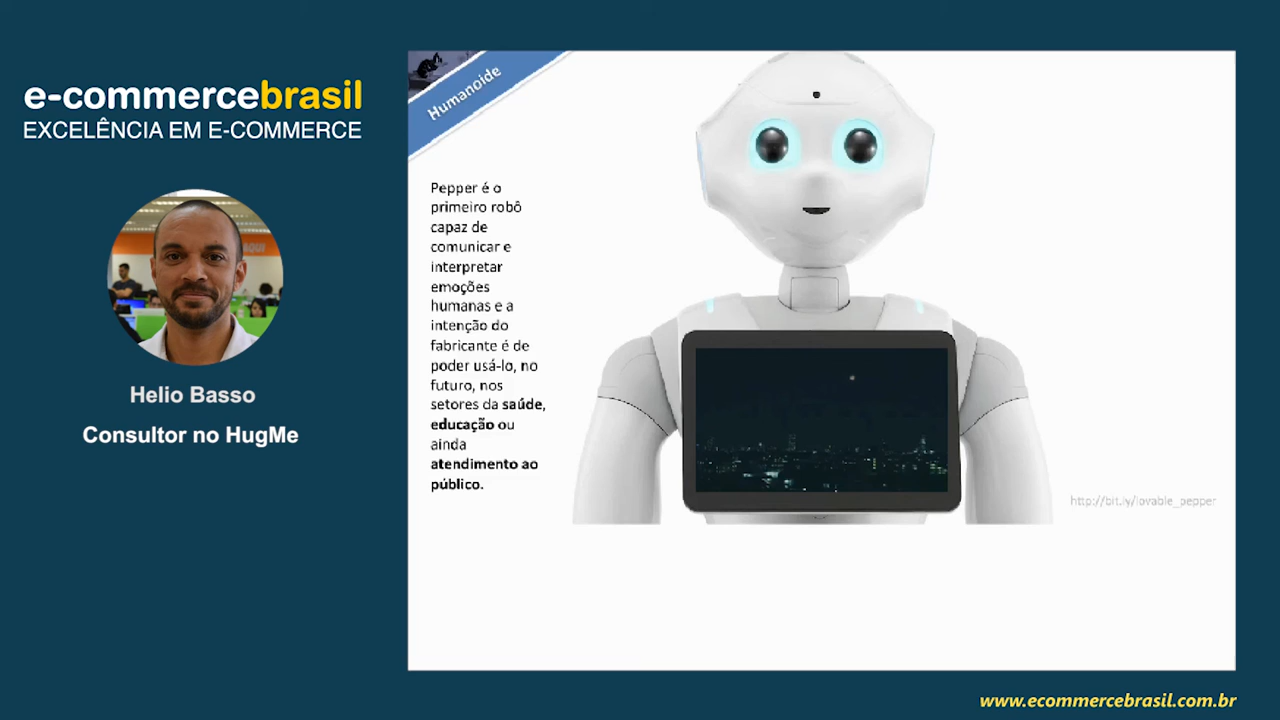 e-commercebrasil
EXCELÊNCIA EM E-COMMERCE
Helio Basso
Consultor no HugMe
Humanoide
Pepper é o
primeiro robô
capaz de
comunicar e
interpretar
emoções
humanas e a
intenção do
fabricante é de
poder usá-lo, no
futuro, nos
setores da saúde,
educação ou
ainda
atendimento ao
público.
http://bit.ly/lovable_pepper
www.ecommercebrasil.com.br